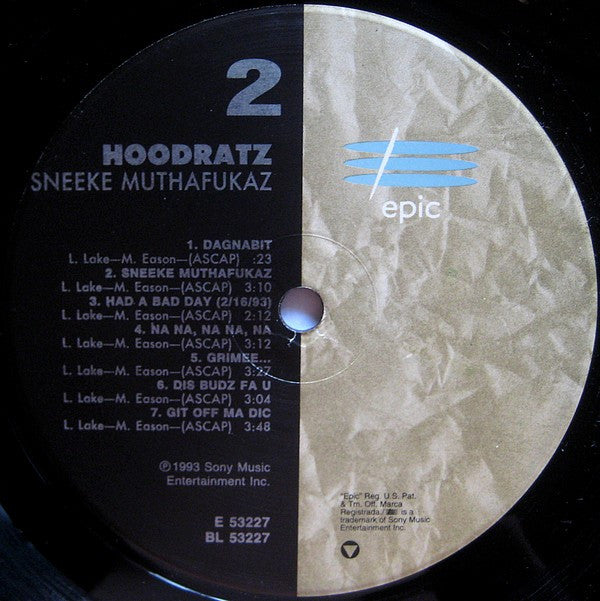 2
HOODRATZ
SNEEKE MUTHAFUKAZ
1. DAGNABIT
L. Lake—M. Eason—(ASCAP) :23
2. SNEEKE MUTHAFUKAZ
L. Lake—M. Eason—(ASCAP) 3:10
3. HAD A BAD DAY (2/16/93)
L. Lake—M. Eason—(ASCAP) 2:12
4. NA NA, NA NA, NA
L. Lake—M. Eason—(ASCAP) 3:12
5. GRIMEE...
L. Lake—M. Eason—(ASCAP) 3:27
6. DIS BUDZ FA U
L. Lake—M. Eason—(ASCAP) 3:04
7. GIT OFF MA DIC
L. Lake—M. Eason—(ASCAP) 3:48
℗ 1993 Sony Music
Entertainment Inc.
E 53227
BL 53227
epic
"Epic" Reg. U.S. Pat.
& Tm. Off. Marca
Registrada./ is a
trademark of Sony Music
Entertainment Inc.